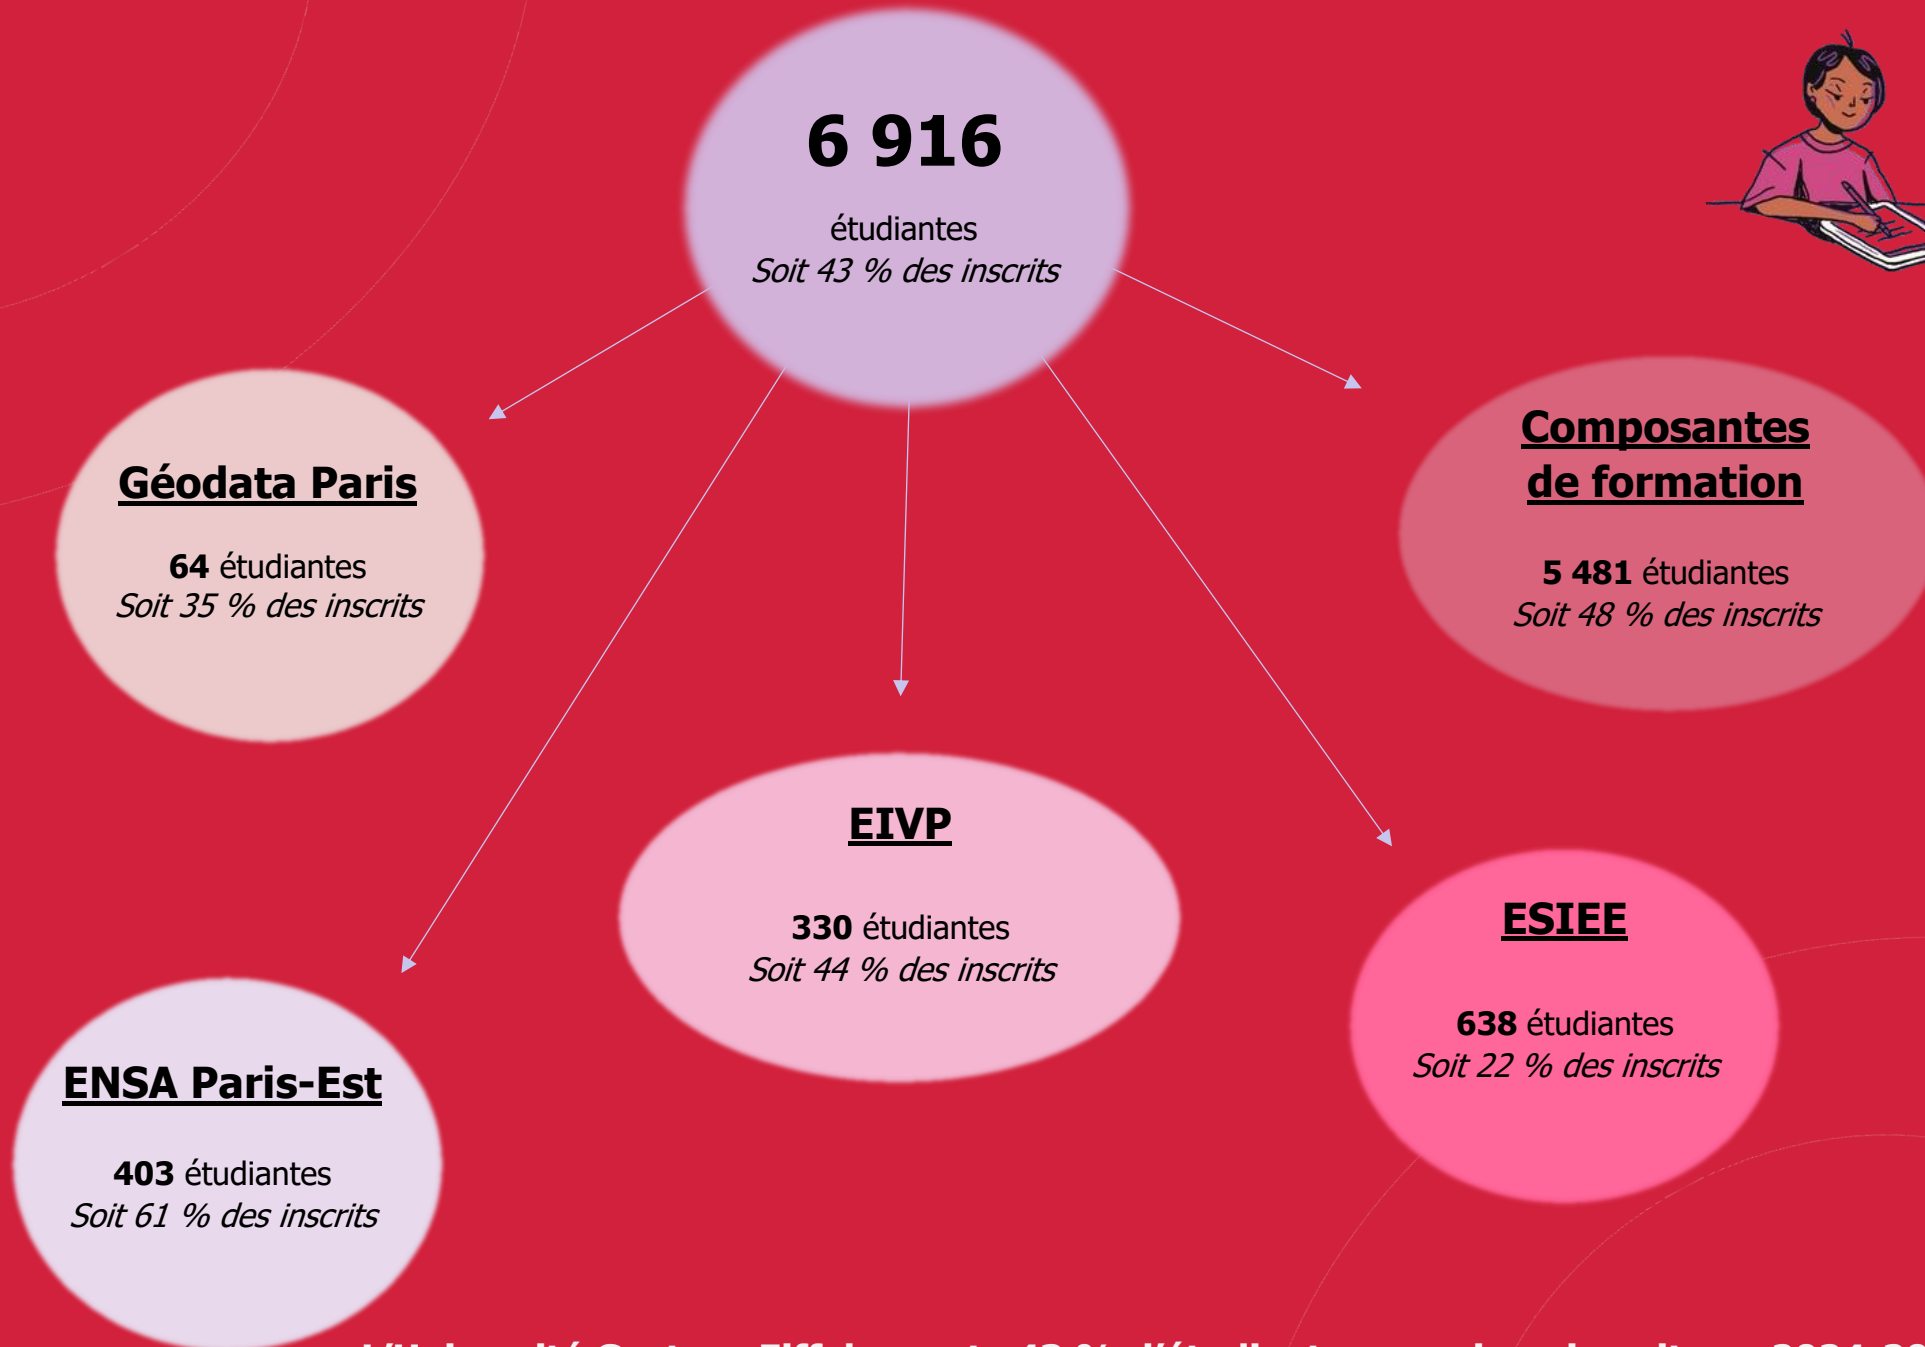 6 916
étudiantes
Soit 43 % des inscrits
Géodata Paris
64 étudiantes
Soit 35 % des inscrits
Composantes
de formation
5 481 étudiantes
Soit 48 % des inscrits
EIVP
330 étudiantes
Soit 44 % des inscrits
ESIEE
638 étudiantes
Soit 22 % des inscrits
ENSA Paris-Est
403 étudiantes
Soit 61 % des inscrits